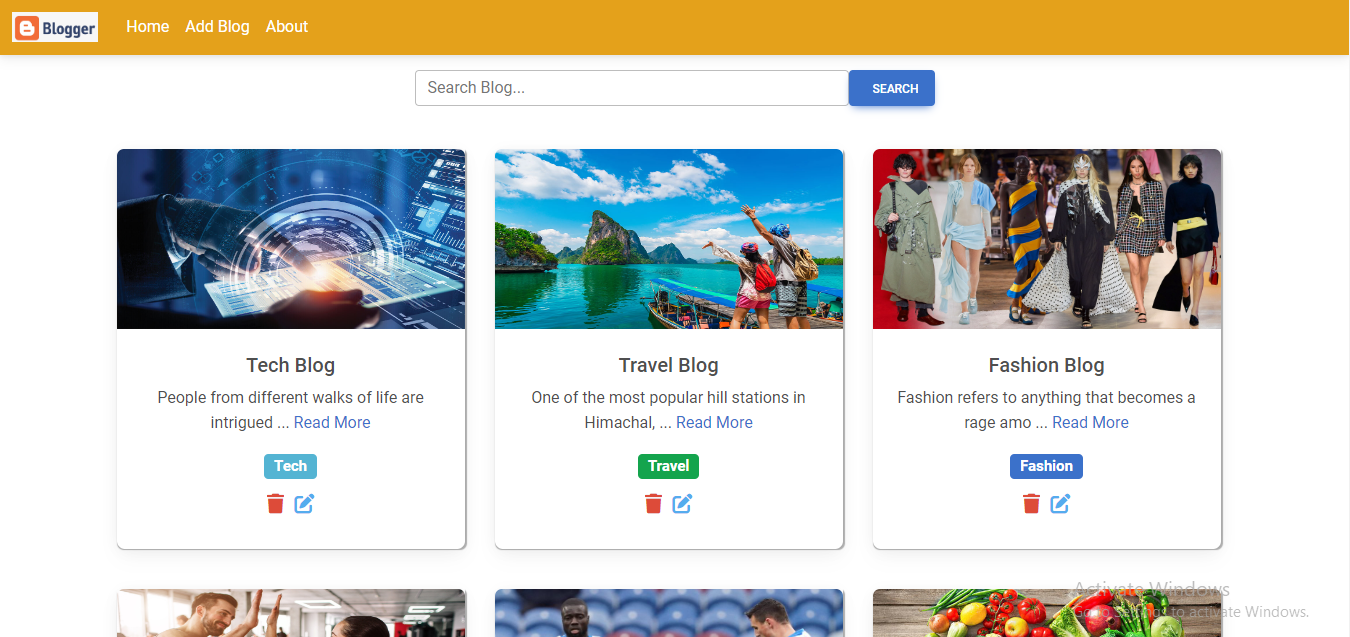 Blogger
Home
Add Blog
About
Search Blog...
SEARCH
Tech Blog
People from different walks of life are
intrigued ... Read More
Tech
Travel Blog
One of the most popular hill stations in
Himachal, ... Read More
Travel
Fashion Blog
Fashion refers to anything that becomes a
rage amo ... Read More
Fashion
Activate Windows
Go to Settings to activate Windows.